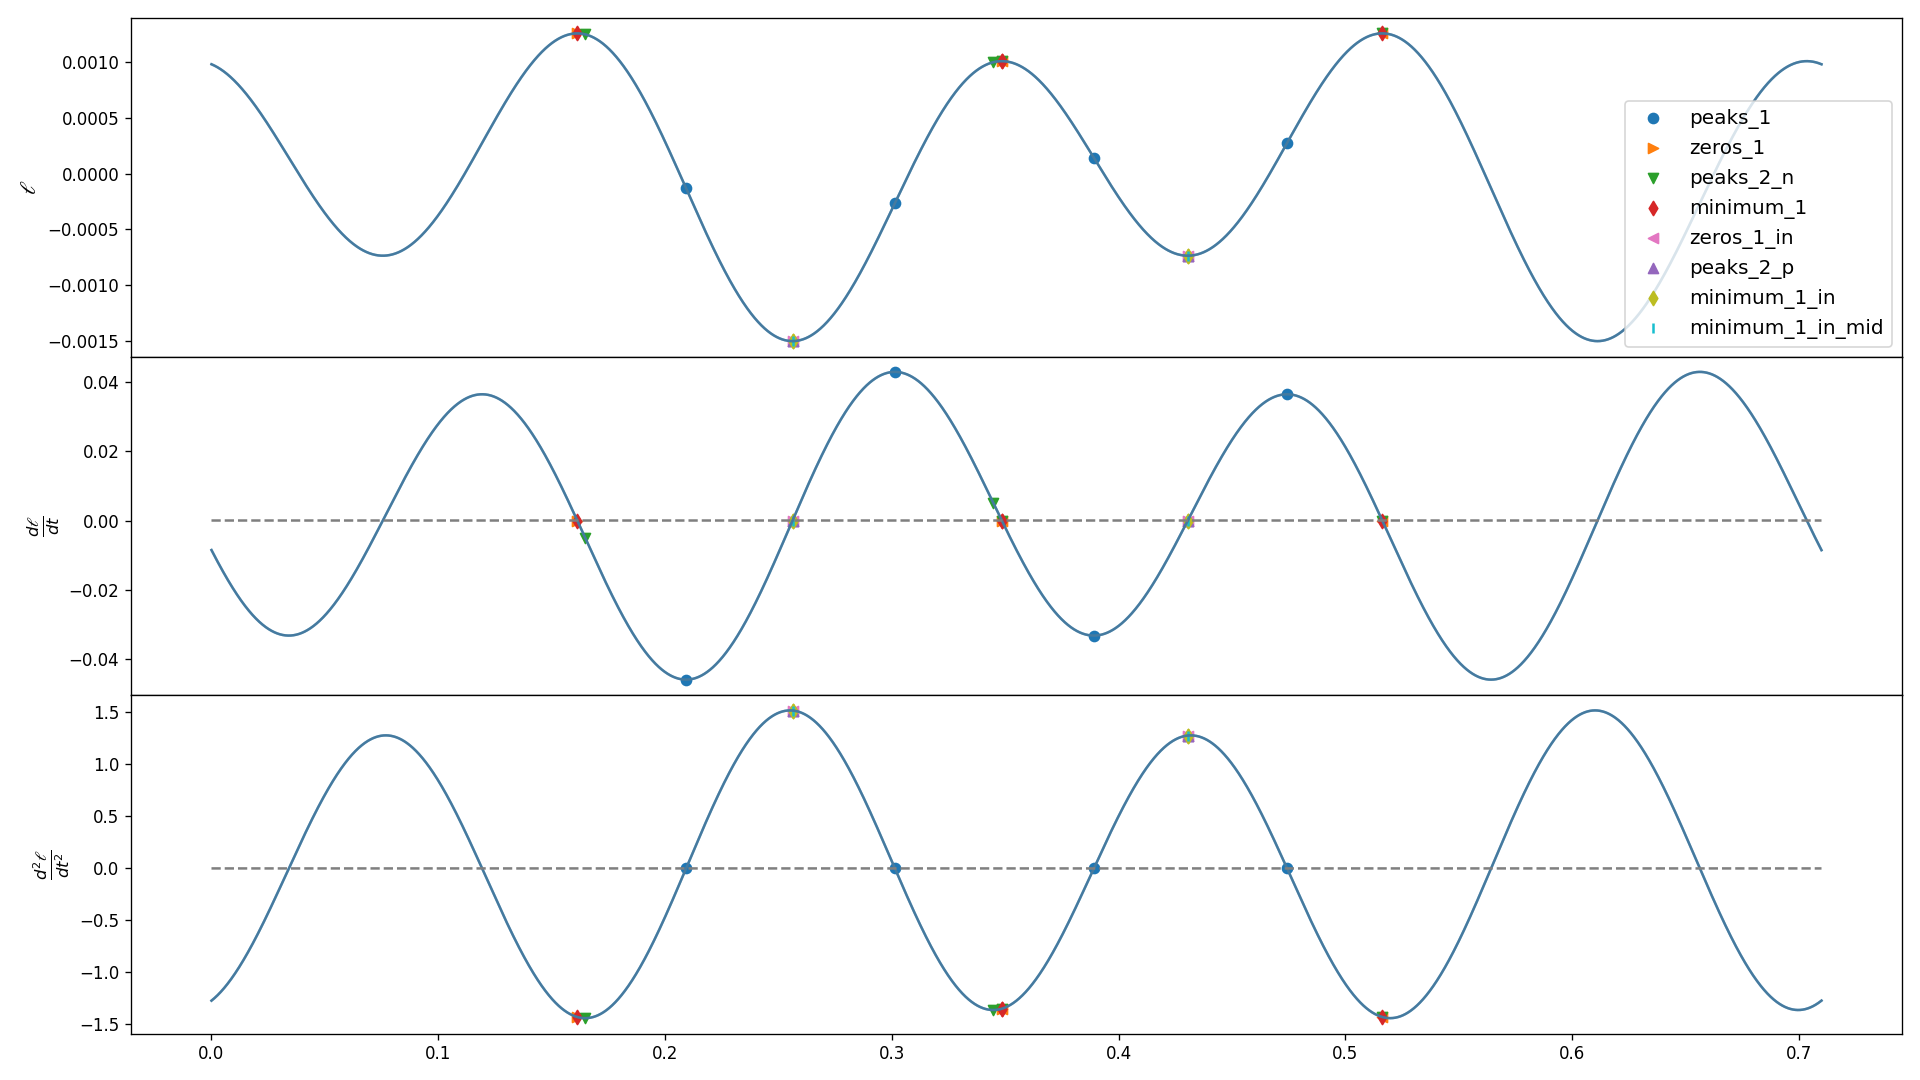 0.0010
0.0005
0.0000
−0.0005
−0.0010
−0.0015
ℓ
peaks_1
zeros_1
peaks_2_n
minimum_1
zeros_1_in
peaks_2_p
minimum_1_in
minimum_1_in_mid
0.04
0.02
0.00
−0.02
−0.04
dℓ
dt
1.5
1.0
0.5
0.0
−0.5
−1.0
−1.5
d²ℓ
dt²
0.0 0.1 0.2 0.3 0.4 0.5 0.6 0.7